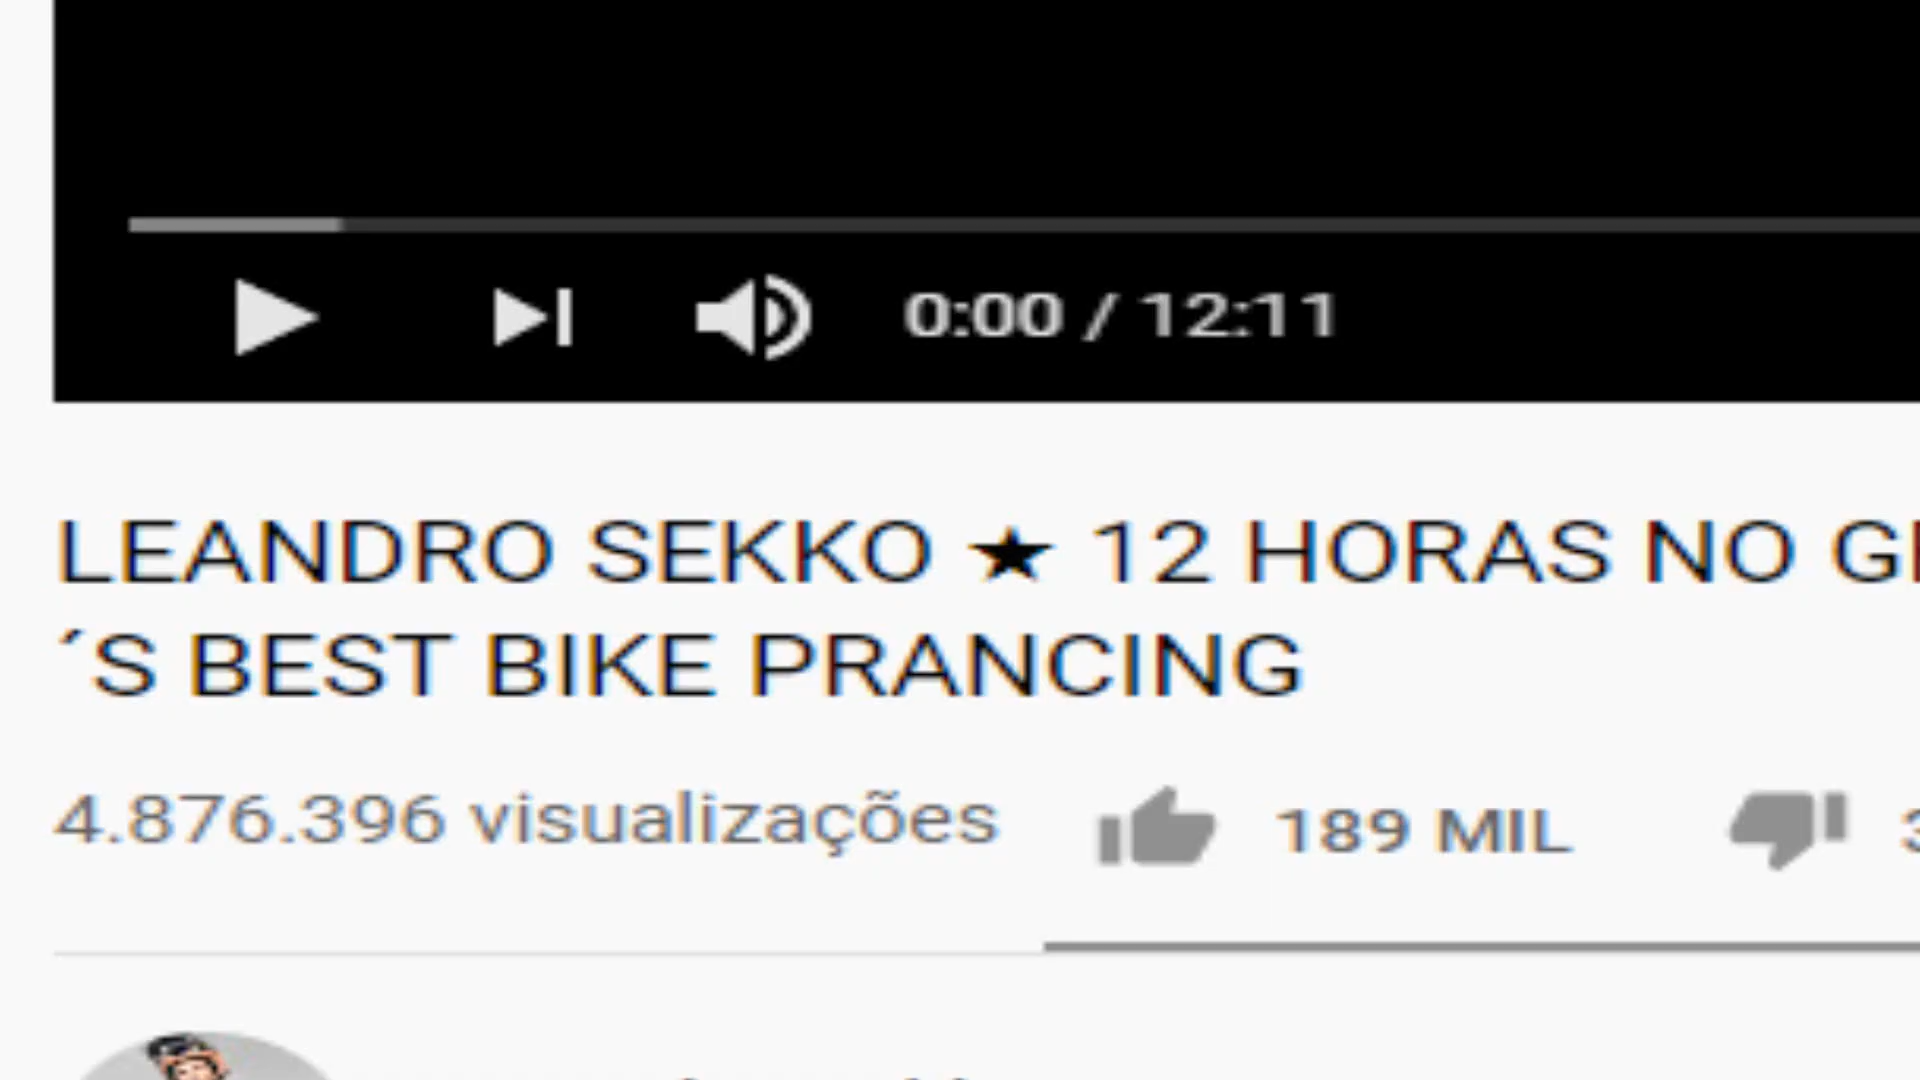 0:00 / 12:11
LEANDRO SEKKO ★ 12 HORAS NO
´S BEST BIKE PRANCING
4.876.396 visualizações 189 MIL